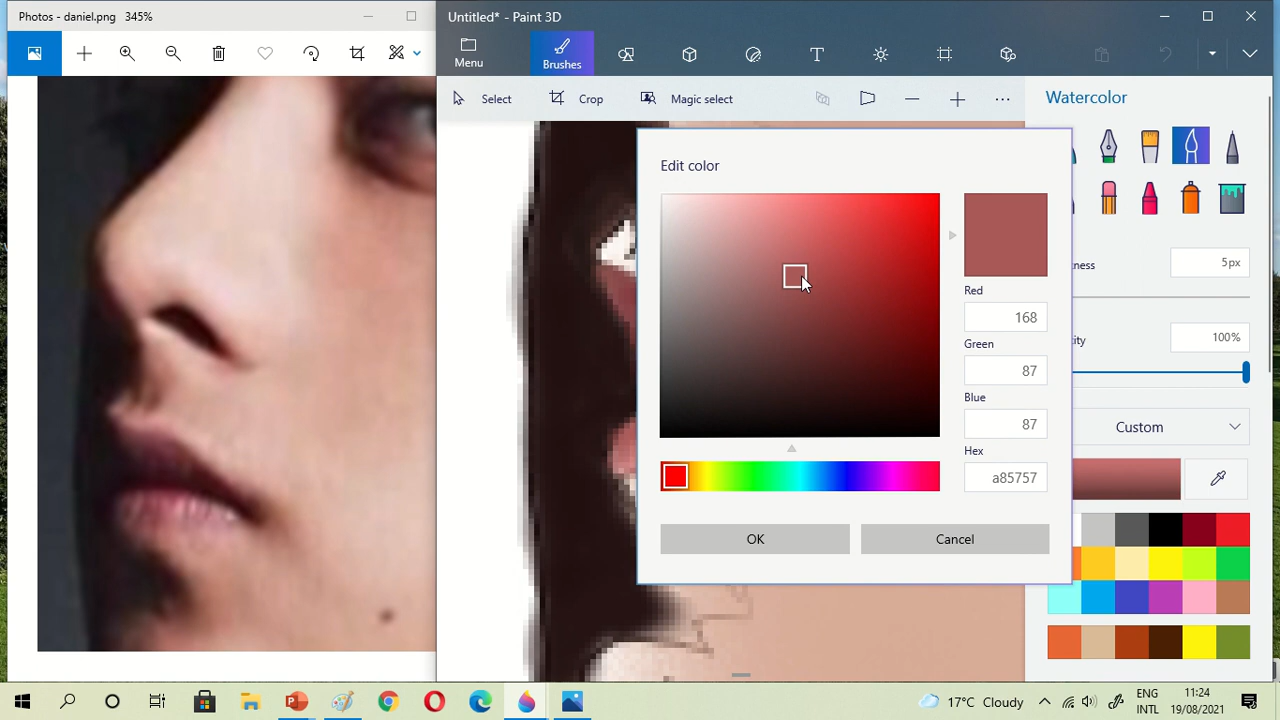 Photos - daniel.png   345%
Untitled* - Paint 3D
Menu
Brushes
Select
Crop
Magic select
Watercolor
Edit color
5px
Red
168
Green
87
100%
Blue
87
Custom
Hex
a85757
OK
Cancel
17°C Cloudy
ENG
INTL
11:24
19/08/2021